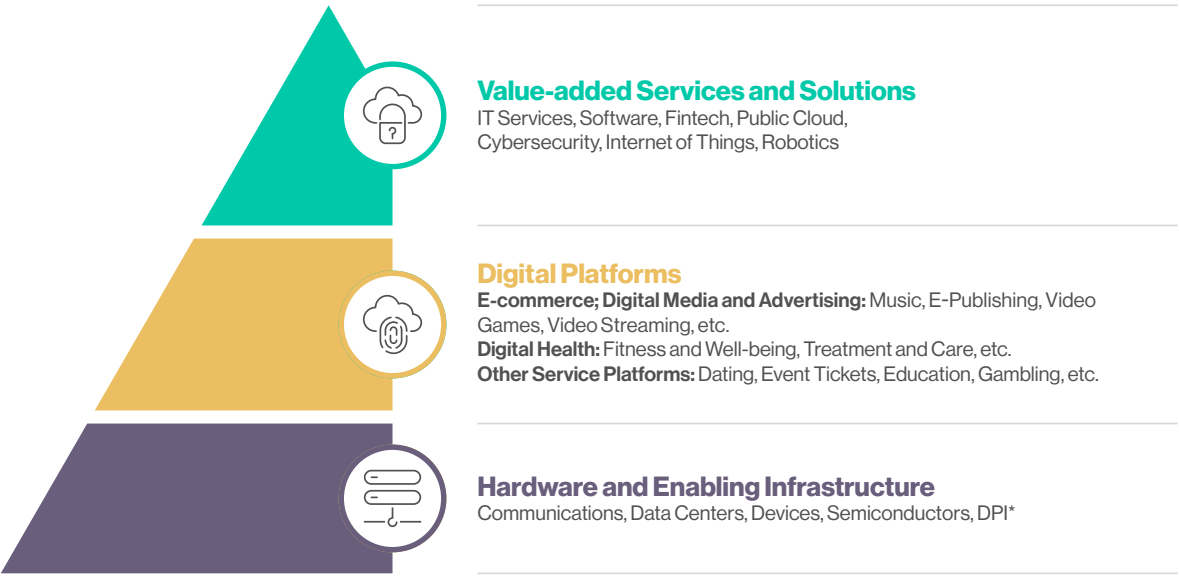 ?
Value-added Services and Solutions
IT Services, Software, Fintech, Public Cloud,
Cybersecurity, Internet of Things, Robotics
Digital Platforms
E-commerce; Digital Media and Advertising: Music, E-Publishing, Video
Games, Video Streaming, etc.
Digital Health: Fitness and Well-being, Treatment and Care, etc.
Other Service Platforms: Dating, Event Tickets, Education, Gambling, etc.
Hardware and Enabling Infrastructure
Communications, Data Centers, Devices, Semiconductors, DPI*